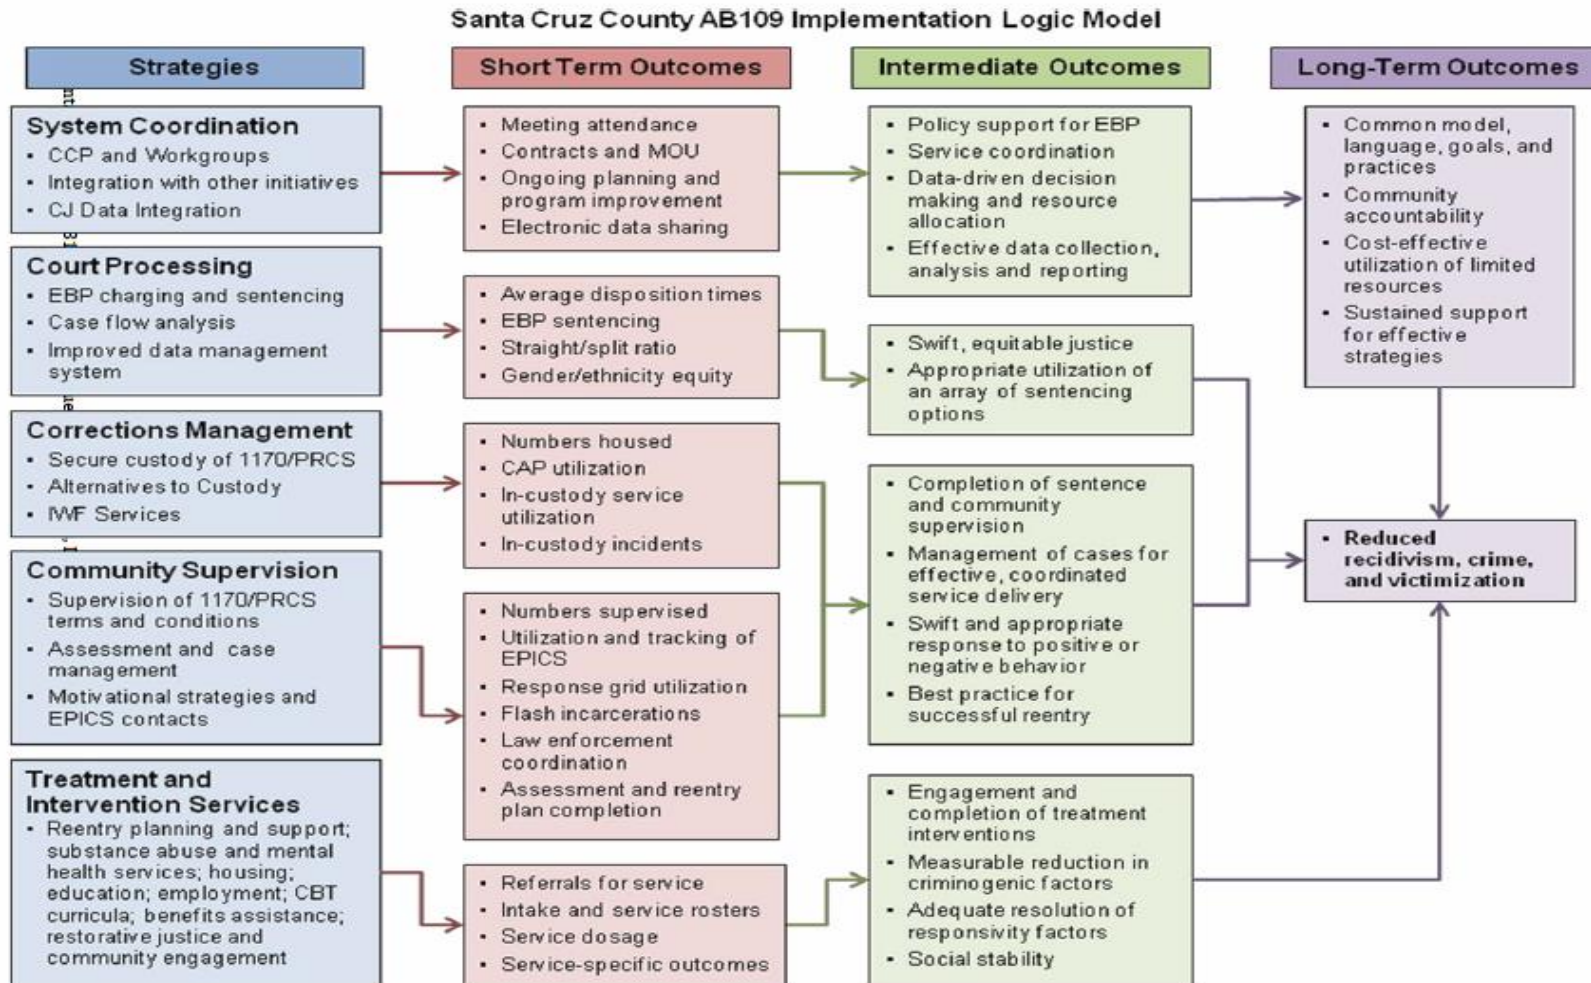 Santa Cruz County AB109 Implementation Logic Model
Strategies
System Coordination
▪ CCP and Workgroups
▪ Integration with other initiatives
▪ CJ Data Integration
Court Processing
▪ EBP charging and sentencing
▪ Case flow analysis
▪ Improved data management
system
Corrections Management
▪ Secure custody of 1170/PRCS
▪ Alternatives to Custody
▪ IWF Services
Community Supervision
▪ Supervision of 1170/PRCS
terms and conditions
▪ Assessment and case
management
▪ Motivational strategies and
EPICS contacts
Treatment and
Intervention Services
▪ Reentry planning and support;
substance abuse and mental
health services; housing;
education; employment; CBT
curricula; benefits assistance;
restorative justice and
community engagement
Short Term Outcomes
▪ Meeting attendance
▪ Contracts and MOU
▪ Ongoing planning and
program improvement
▪ Electronic data sharing
▪ Average disposition times
▪ EBP sentencing
▪ Straight/split ratio
▪ Gender/ethnicity equity
▪ Numbers housed
▪ CAP utilization
▪ In-custody service
utilization
▪ In-custody incidents
▪ Numbers supervised
▪ Utilization and tracking of
EPICS
▪ Response grid utilization
▪ Flash incarcerations
▪ Law enforcement
coordination
▪ Assessment and reentry
plan completion
▪ Referrals for service
▪ Intake and service rosters
▪ Service dosage
▪ Service-specific outcomes
Intermediate Outcomes
▪ Policy support for EBP
▪ Service coordination
▪ Data-driven decision
making and resource
allocation
▪ Effective data collection,
analysis and reporting
▪ Swift, equitable justice
▪ Appropriate utilization of
an array of sentencing
options
▪ Completion of sentence
and community
supervision
▪ Management of cases for
effective, coordinated
service delivery
▪ Swift and appropriate
response to positive or
negative behavior
▪ Best practice for
successful reentry
▪ Engagement and
completion of treatment
interventions
▪ Measurable reduction in
criminogenic factors
▪ Adequate resolution of
responsivity factors
▪ Social stability
Long-Term Outcomes
▪ Common model,
language, goals, and
practices
▪ Community
accountability
▪ Cost-effective
utilization of limited
resources
▪ Sustained support
for effective
strategies
▪ Reduced
recidivism, crime,
and victimization